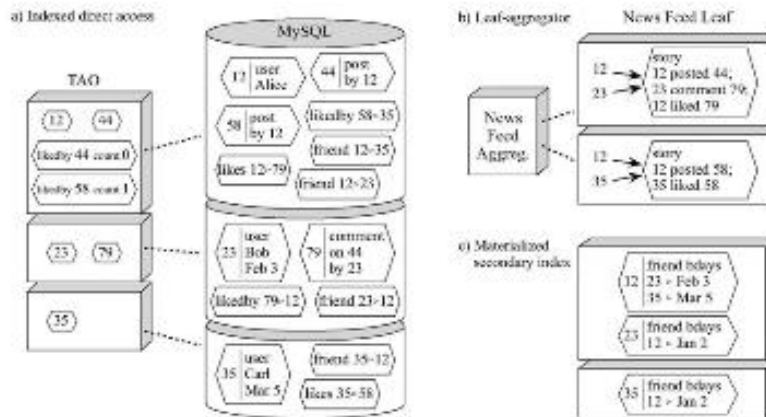 a) Indexed direct access
TAO
12
44
likedby 44 count 0
likedby 58 count 1
23
79
35
MySQL
12
user
Alice
44
post
by 12
58
post
by 12
likedby 58→35
friend 12→35
likes 12→79
friend 12→23
23
user
Bob
Feb 3
79
comment
on 44
by 23
likedby 79→12
friend 23→12
35
user
Carl
Mar 5
friend 35→12
likes 35→58
b) Leaf-aggregator
News Feed Leaf
News
Feed
Aggreg.
12
23
story
12 posted 44;
23 comment 79;
12 liked 79
12
35
story
12 posted 58;
35 liked 58
c) Materialized
secondary index
12
friend bdays
23 = Feb 3
35 = Mar 5
23
friend bdays
12 = Jan 2
35
friend bdays
12 = Jan 2